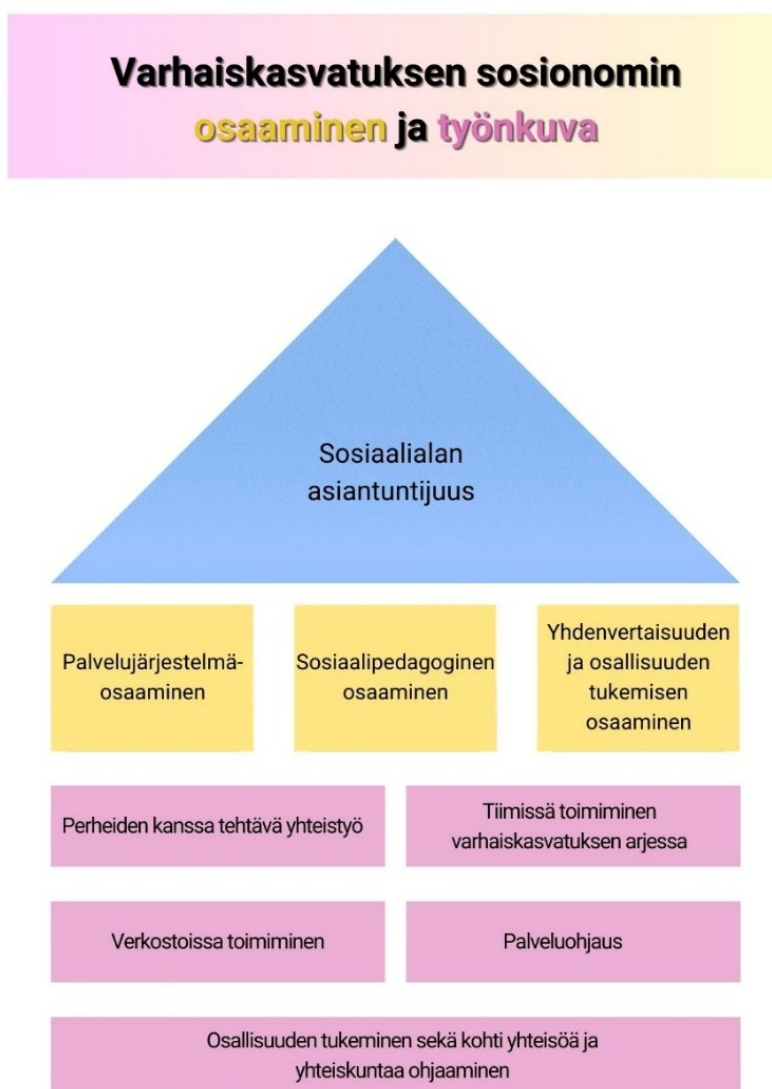 Varhaiskasvatuksen sosionomin
osaaminen ja työnkuva
Sosiaalialan
asiantuntijuus
Palvelujärjestelmä-
osaaminen
Sosiaalipedagoginen
osaaminen
Yhdenvertaisuuden
ja osallisuuden
tukemisen
osaaminen
Perheiden kanssa tehtävä yhteistyö
Tiimissä toimiminen
varhaiskasvatuksen arjessa
Verkostoissa toimiminen
Palveluohjaus
Osallisuuden tukeminen sekä kohti yhteisöä ja
yhteiskuntaa ohjaaminen